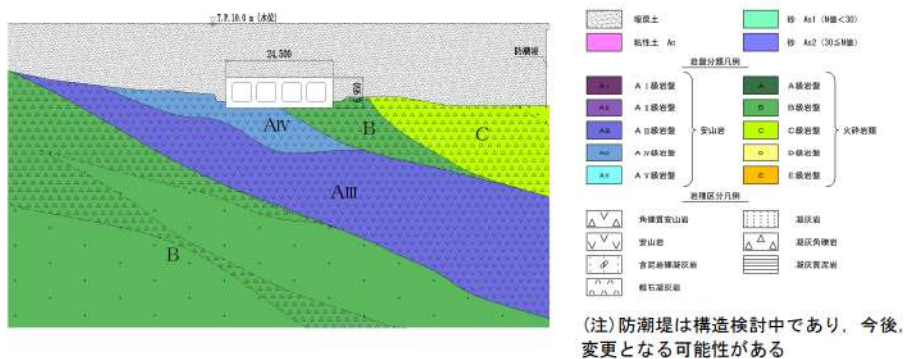 ▽T.P.10.0 m (水位)
防潮堤
24.500
6.950
AⅣ
B
C
AⅢ
B
埋戻土
砂 As1 (N値<30)
粘性土 Ac
砂 As2 (30≦N値)
岩盤分類凡例
AⅠ AⅠ級岩盤
AⅡ AⅡ級岩盤
AⅢ AⅢ級岩盤
AⅣ AⅣ級岩盤
AⅤ AⅤ級岩盤
安山岩
A A級岩盤
B B級岩盤
C C級岩盤
D D級岩盤
E E級岩盤
火砕岩類
岩種区分凡例
角礫質安山岩
凝灰岩
安山岩
凝灰角礫岩
含泥岩礫凝灰岩
凝灰質泥岩
軽石凝灰岩
(注)防潮堤は構造検討中であり，今後，
変更となる可能性がある